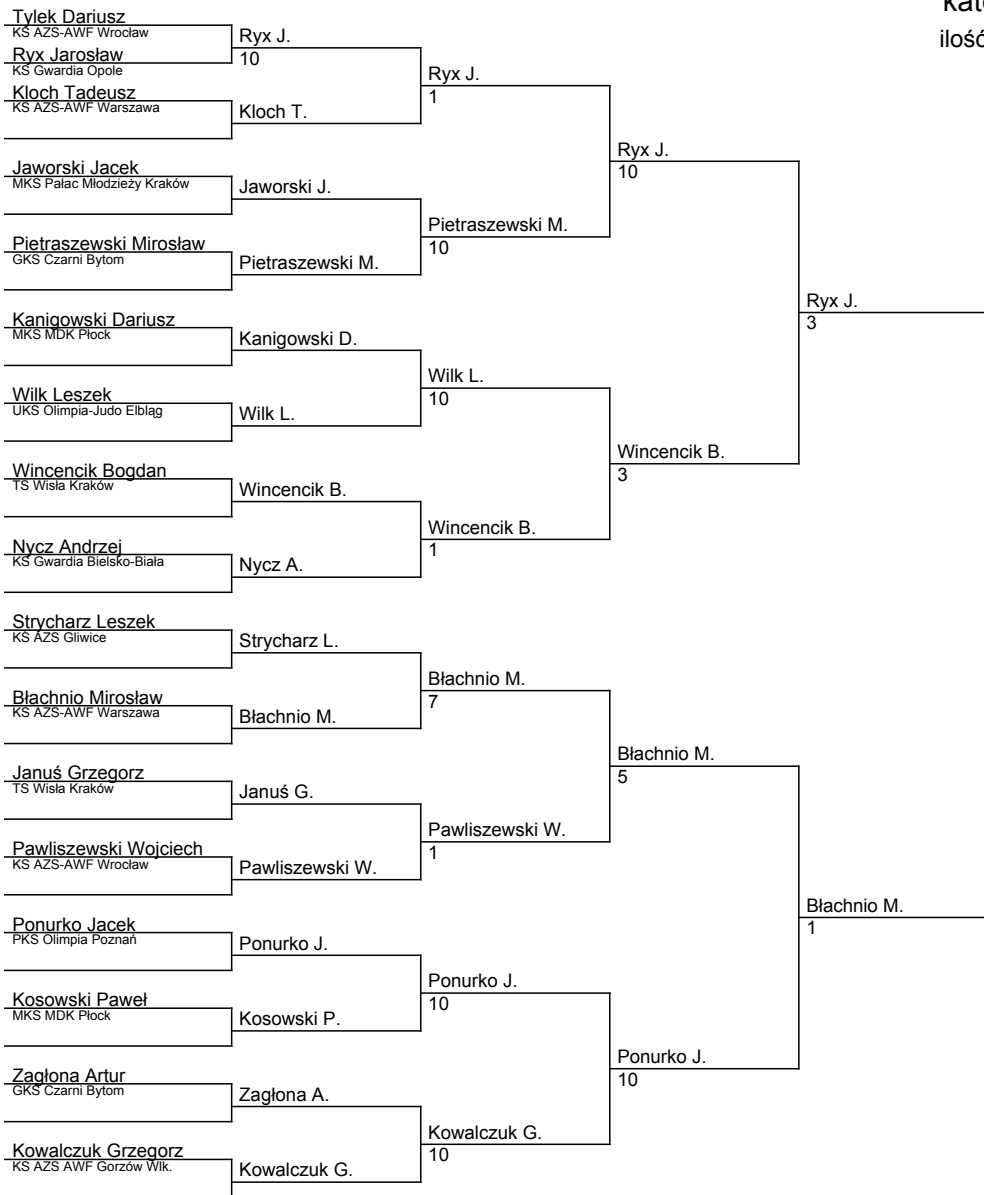 Tylek Dariusz
KS AZS-AWF Wrocław
Ryx Jarosław
KS Gwardia Opole
Kloch Tadeusz
KS AZS-AWF Warszawa
Jaworski Jacek
MKS Pałac Młodzieży Kraków
Pietraszewski Mirosław
GKS Czarni Bytom
Kanigowski Dariusz
MKS MDK Płock
Wilk Leszek
UKS Olimpia-Judo Elbląg
Wincencik Bogdan
TS Wisła Kraków
Nycz Andrzej
KS Gwardia Bielsko-Biała
Strycharz Leszek
KS AZS Gliwice
Błachnio Mirosław
KS AZS-AWF Warszawa
Januś Grzegorz
TS Wisła Kraków
Pawliszewski Wojciech
KS AZS-AWF Wrocław
Ponurko Jacek
PKS Olimpia Poznań
Kosowski Paweł
MKS MDK Płock
Zagłona Artur
GKS Czarni Bytom
Kowalczuk Grzegorz
KS AZS AWF Gorzów Wlk.
Ryx J.
10
Kloch T.
Jaworski J.
Pietraszewski M.
Kanigowski D.
Wilk L.
Wincencik B.
Nycz A.
Strycharz L.
Błachnio M.
Januś G.
Pawliszewski W.
Ponurko J.
Kosowski P.
Zagłona A.
Kowalczuk G.
Ryx J.
1
Pietraszewski M.
10
Wilk L.
10
Wincencik B.
1
Błachnio M.
7
Pawliszewski W.
1
Ponurko J.
10
Kowalczuk G.
10
Ryx J.
10
Wincencik B.
3
Błachnio M.
5
Ponurko J.
10
Ryx J.
3
Błachnio M.
1
ilość